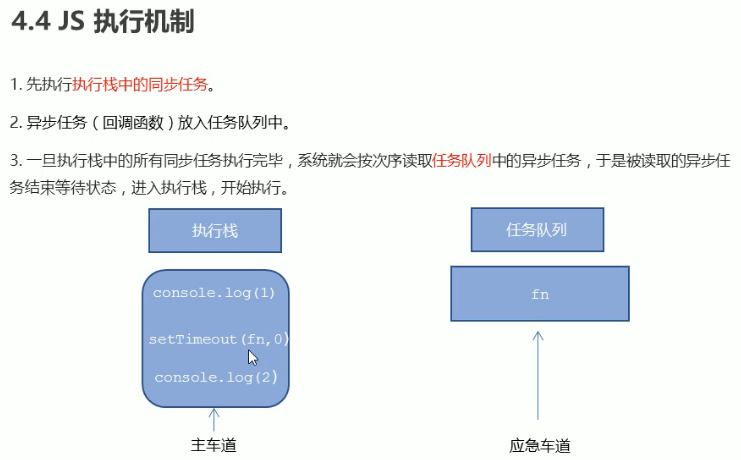 4.4 JS 执行机制
1. 先执行执行栈中的同步任务。
2. 异步任务（回调函数）放入任务队列中。
3. 一旦执行栈中的所有同步任务执行完毕，系统就会按次序读取任务队列中的异步任务，于是被读取的异步任
务结束等待状态，进入执行栈，开始执行。
执行栈
任务队列
console.log(1)
fn
setTimeout(fn,0)
console.log(2)
主车道
应急车道